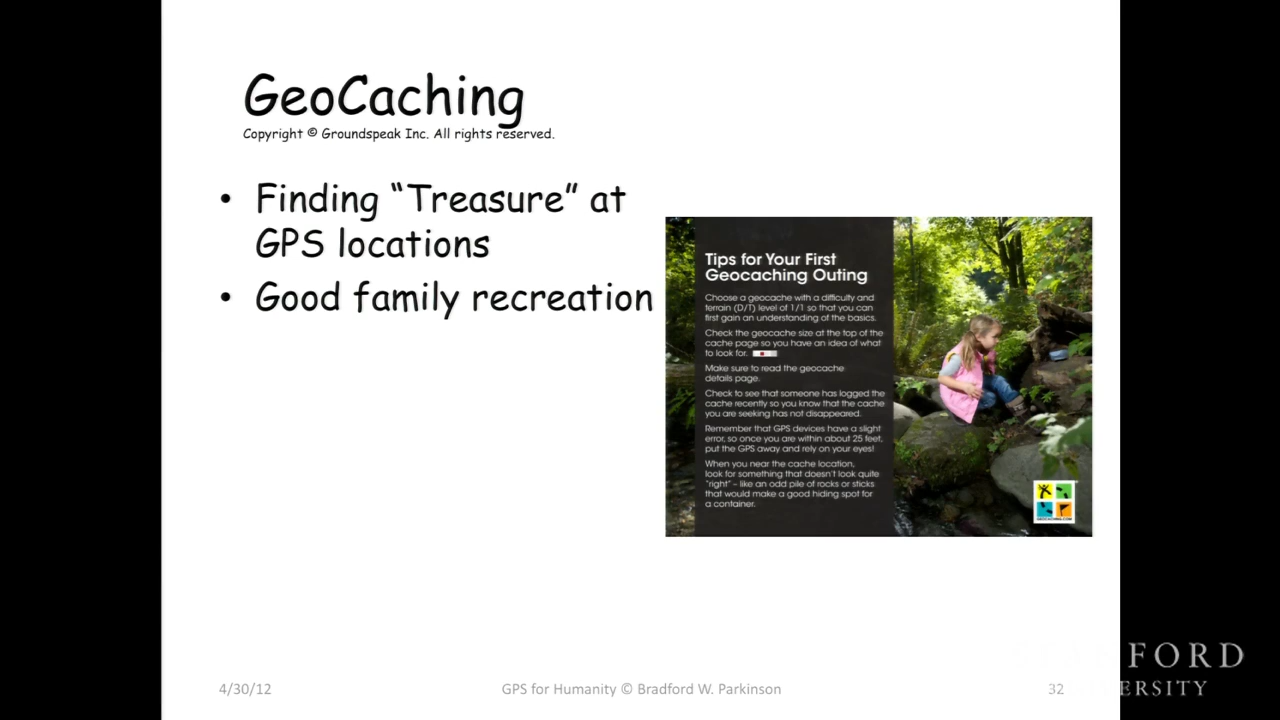 GeoCaching
Copyright © Groundspeak Inc. All rights reserved.
• Finding “Treasure” at
GPS locations
• Good family recreation
Tips for Your First
Geocaching Outing
Choose a geocache with a difficulty and
terrain (D/T) level of 1/1 so that you can
first gain an understanding of the basics.
Check the geocache size at the top of the
cache page so you have an idea of what
to look for.
Make sure to read the geocache
details page.
Check to see that someone has logged the
cache recently so you know that the cache
you are seeking has not disappeared.
Remember that GPS devices have a slight
error, so once you are within about 25 feet,
put the GPS away and rely on your eyes!
When you near the cache location,
look for something that doesn't look quite
"right" – like an odd pile of rocks or sticks
that would make a good hiding spot for
a container.
GEOCACHING.COM
4/30/12
GPS for Humanity © Bradford W. Parkinson
32
STANFORD
UNIVERSITY